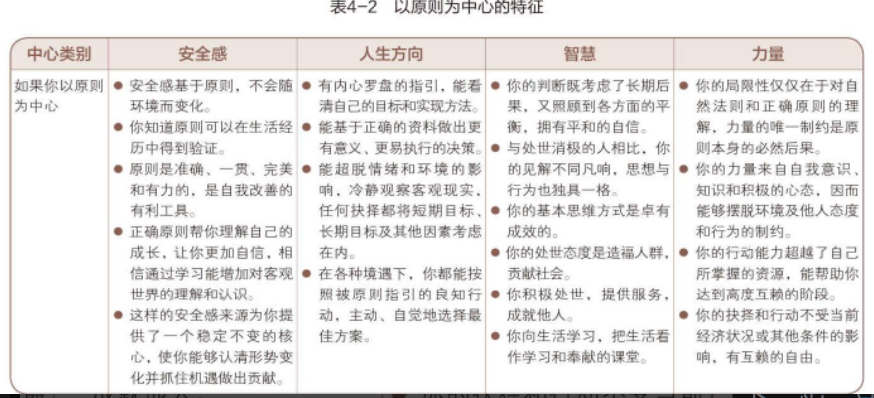 表4-2 以原则为中心的特征
中心类别
安全感
人生方向
智慧
力量
如果你以原则
为中心
● 安全感基于原则，不会随
环境而变化。
● 你知道原则可以在生活经
历中得到验证。
● 原则是准确、一贯、完美
和有力的，是自我改善的
有利工具。
● 正确原则帮你理解自己的
成长，让你更加自信，相
信通过学习能增加对客观
世界的理解和认识。
● 这样的安全感来源为你提
供了一个稳定不变的核
心，使你能够认清形势变
化并抓住机遇做出贡献。
● 有内心罗盘的指引，能看
清自己的目标和实现方法。
● 能基于正确的资料做出更
有意义、更易执行的决策。
● 能超脱情绪和环境的影
响，冷静观察客观现实，
任何抉择都将短期目标、
长期目标及其他因素考虑
在内。
● 在各种境遇下，你都能按
照被原则指引的良知行
动，主动、自觉地选择最
佳方案。
● 你的判断既考虑了长期后
果，又照顾到各方面的平
衡，拥有平和的自信。
● 与处世消极的人相比，你
的见解不同凡响，思想与
行为也独具一格。
● 你的基本思维方式是卓有
成效的。
● 你的处世态度是造福人群，
贡献社会。
● 你积极处世，提供服务，
成就他人。
● 你向生活学习，把生活看
作学习和奉献的课堂。
● 你的局限性仅仅在于对自
然法则和正确原则的理
解，力量的唯一制约是原
则本身的必然后果。
● 你的力量来自自我意识、
知识和积极的心态，因而
能够摆脱环境及他人态度
和行为的制约。
● 你的行动能力超越了自己
所掌握的资源，能帮助你
达到高度互赖的阶段。
● 你的抉择和行动不受当前
经济状况或其他条件的影
响，有互赖的自由。